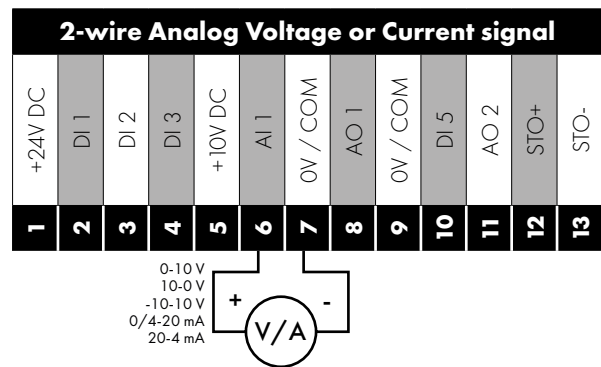 2-wire Analog Voltage or Current signal
+24V DC
DI 1
DI 2
DI 3
+10V DC
AI 1
0V / COM
AO 1
0V / COM
DI 5
AO 2
STO+
STO-
1 2 3 4 5 6 7 8 9 10 11 12 13
0-10 V
10-0 V
-10-10 V
0/4-20 mA
20-4 mA
+ -
V/A